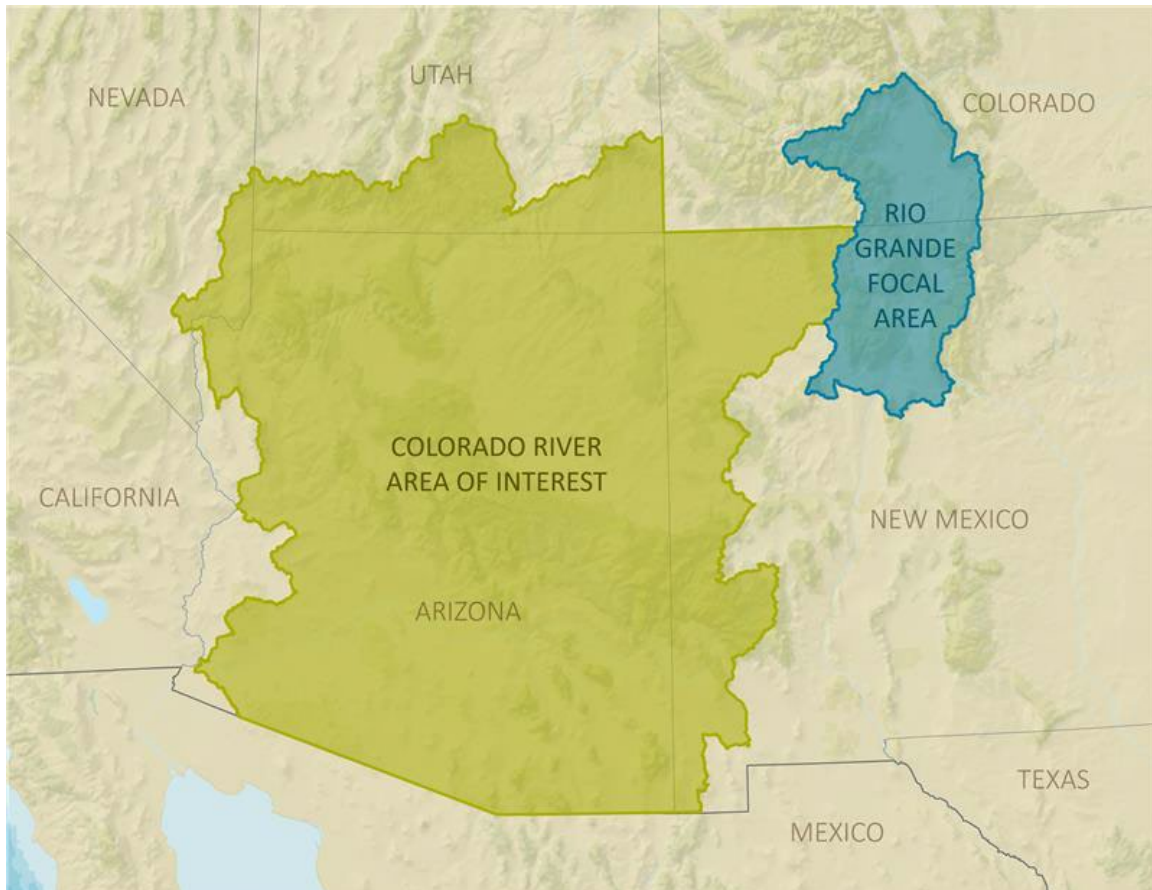 UTAH
NEVADA
COLORADO
RIO
GRANDE
FOCAL
AREA
COLORADO RIVER
AREA OF INTEREST
CALIFORNIA
NEW MEXICO
ARIZONA
TEXAS
MEXICO